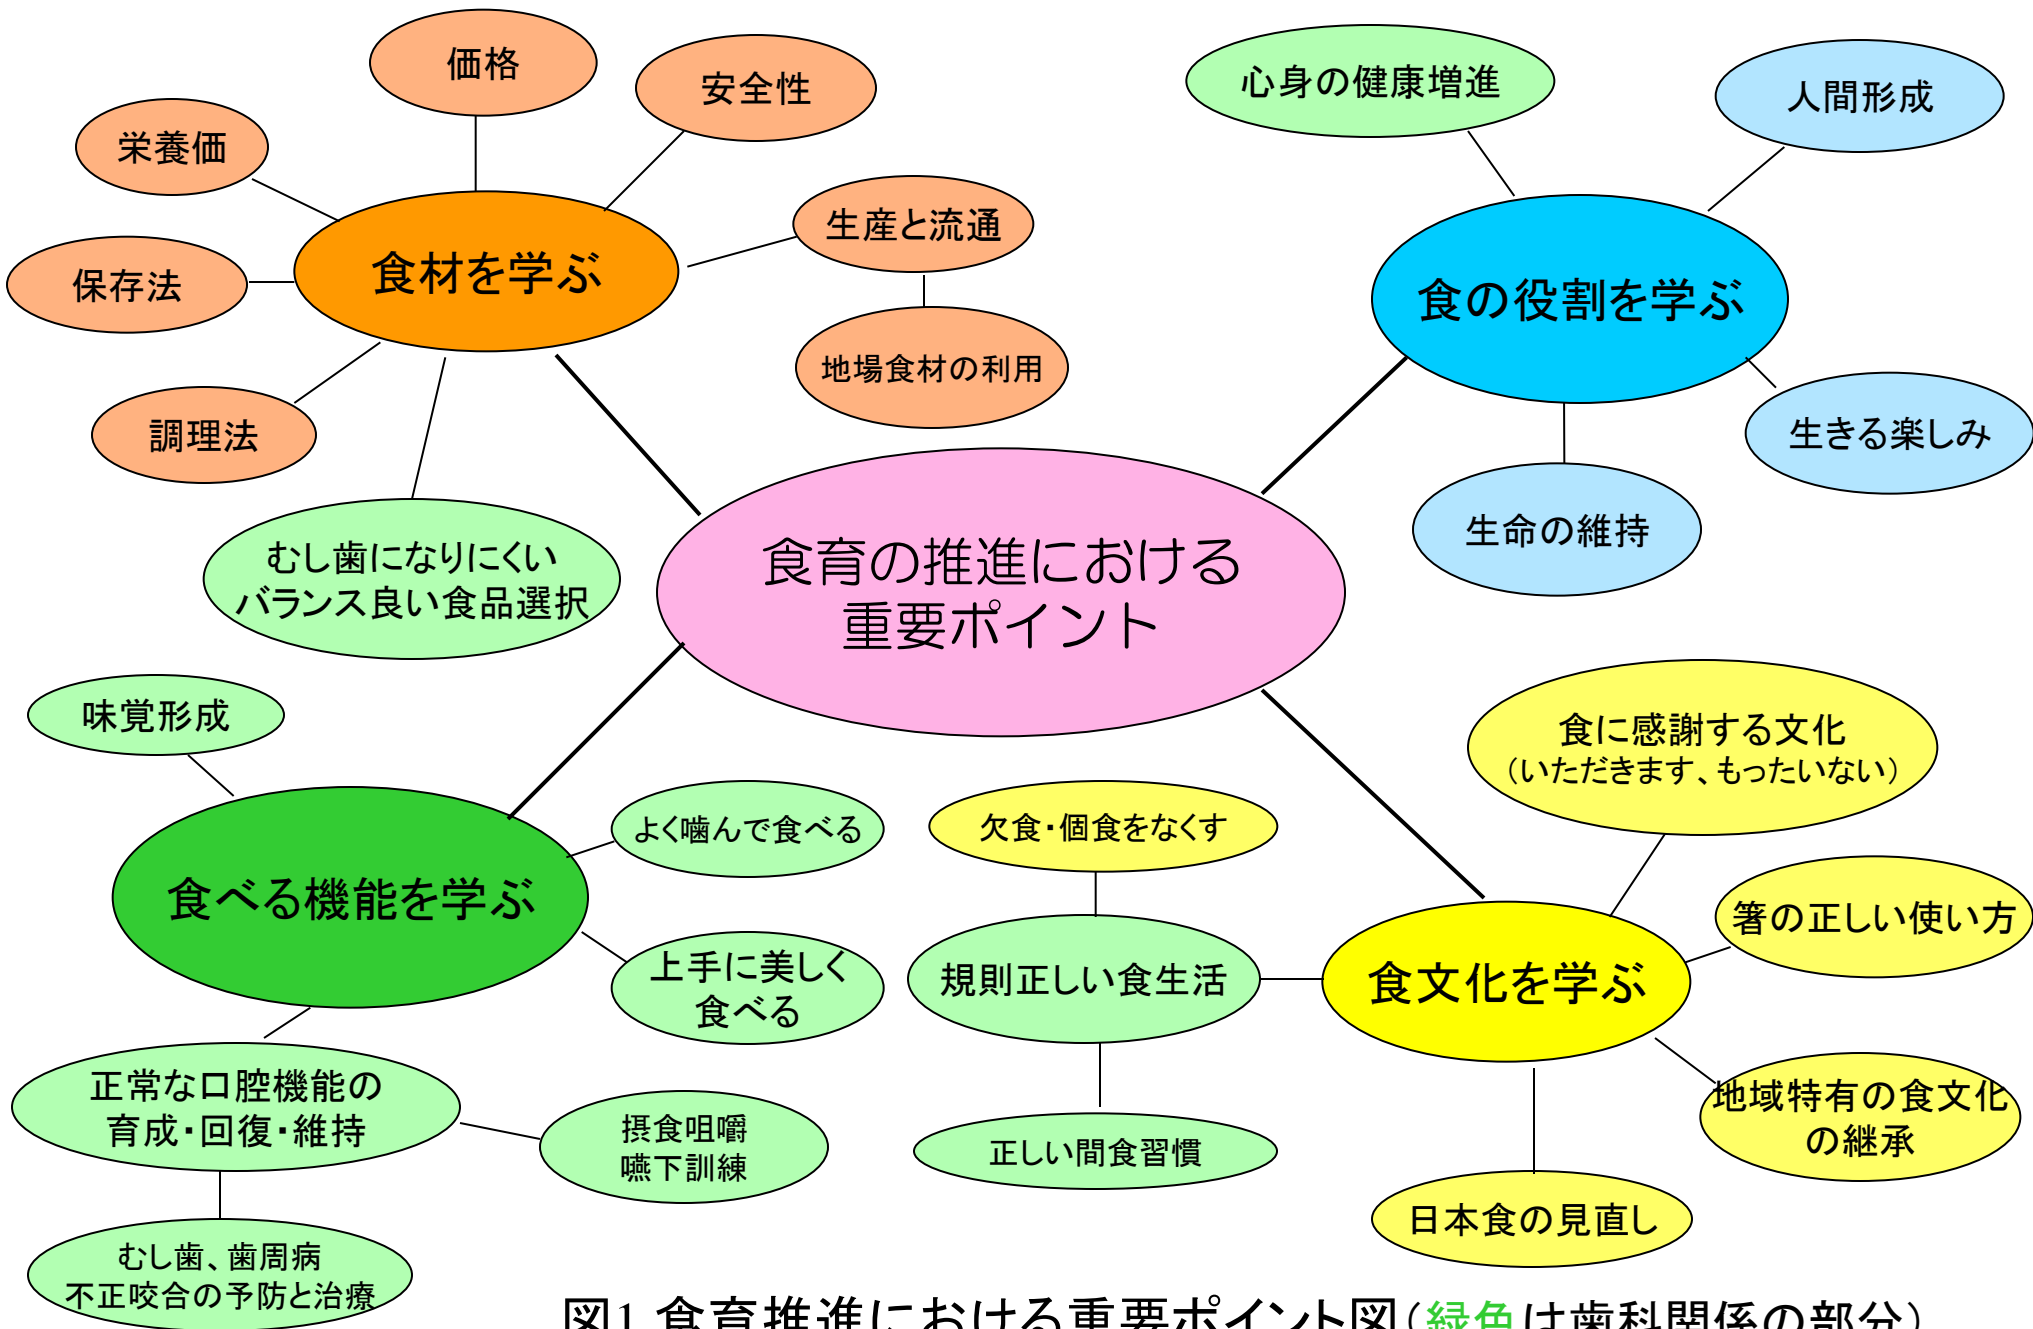 価格
安全性
栄養価
生産と流通
食材を学ぶ
保存法
地場食材の利用
調理法
むし歯になりにくい
バランス良い食品選択
心身の健康増進
人間形成
食の役割を学ぶ
生きる楽しみ
生命の維持
食育の推進における
重要ポイント
味覚形成
よく噛んで食べる
食べる機能を学ぶ
上手に美しく
食べる
正常な口腔機能の
育成・回復・維持
摂食咀嚼
嚥下訓練
むし歯、歯周病
不正咬合の予防と治療
欠食・個食をなくす
規則正しい食生活
正しい間食習慣
食に感謝する文化
（いただきます、もったいない）
箸の正しい使い方
食文化を学ぶ
地域特有の食文化
の継承
日本食の見直し
図1 食育推進における重要ポイント図（緑色は歯科関係の部分）